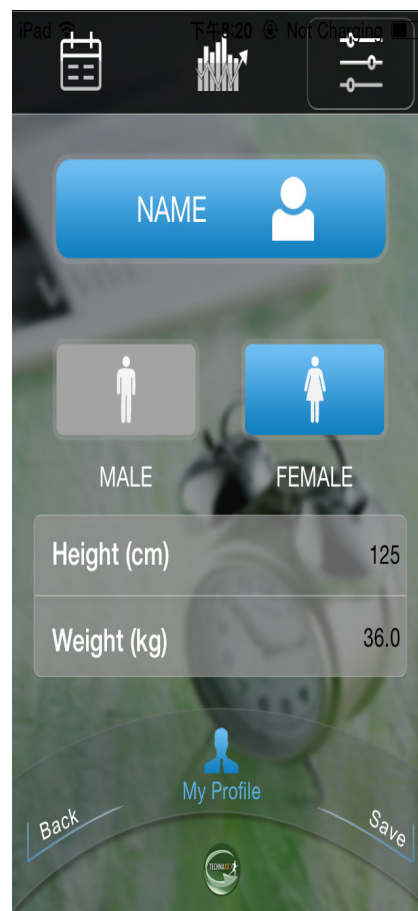 iPad 下午8:20 Not Charging
NAME
MALE FEMALE
Height (cm) 125
Weight (kg) 36.0
My Profile
Back Save
TECHNAXX